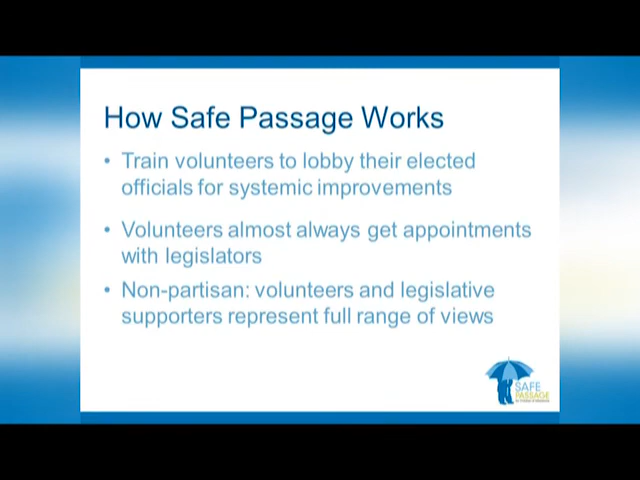 How Safe Passage Works
• Train volunteers to lobby their elected
officials for systemic improvements
• Volunteers almost always get appointments
with legislators
• Non-partisan: volunteers and legislative
supporters represent full range of views
SAFE
PASSAGE